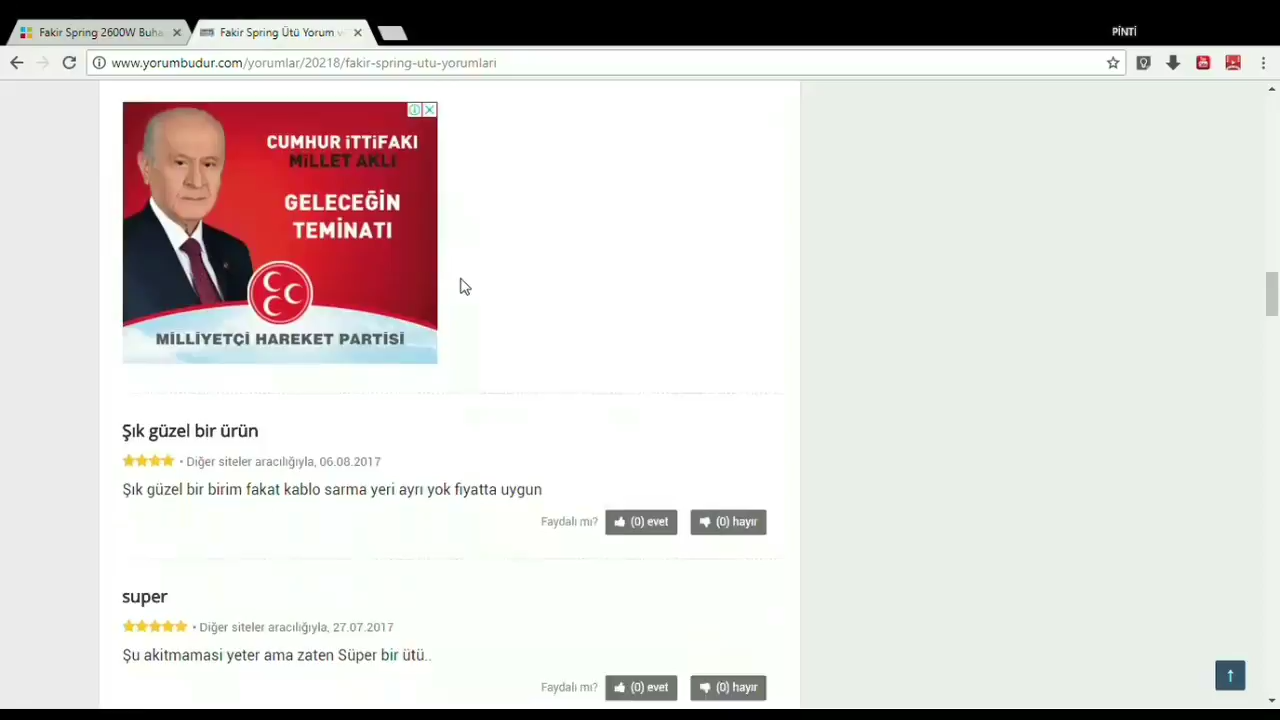 PİNTİ
Fakir Spring 2600W Buha
Fakir Spring Ütü Yorum v
www.yorumbudur.com/yorumlar/20218/fakir-spring-utu-yorumlari
CUMHUR iTTiFAKI
MiLLET AKLI
GELECEĞİN
TEMİNATI
MİLLİYETÇİ HAREKET PARTİSİ
Şık güzel bir ürün
• Diğer siteler aracılığıyla, 06.08.2017
Şık güzel bir birim fakat kablo sarma yeri ayrı yok fiyatta uygun
Faydalı mı? (0) evet (0) hayır
super
• Diğer siteler aracılığıyla, 27.07.2017
Şu akitmamasi yeter ama zaten Süper bir ütü..
Faydalı mı? (0) evet (0) hayır